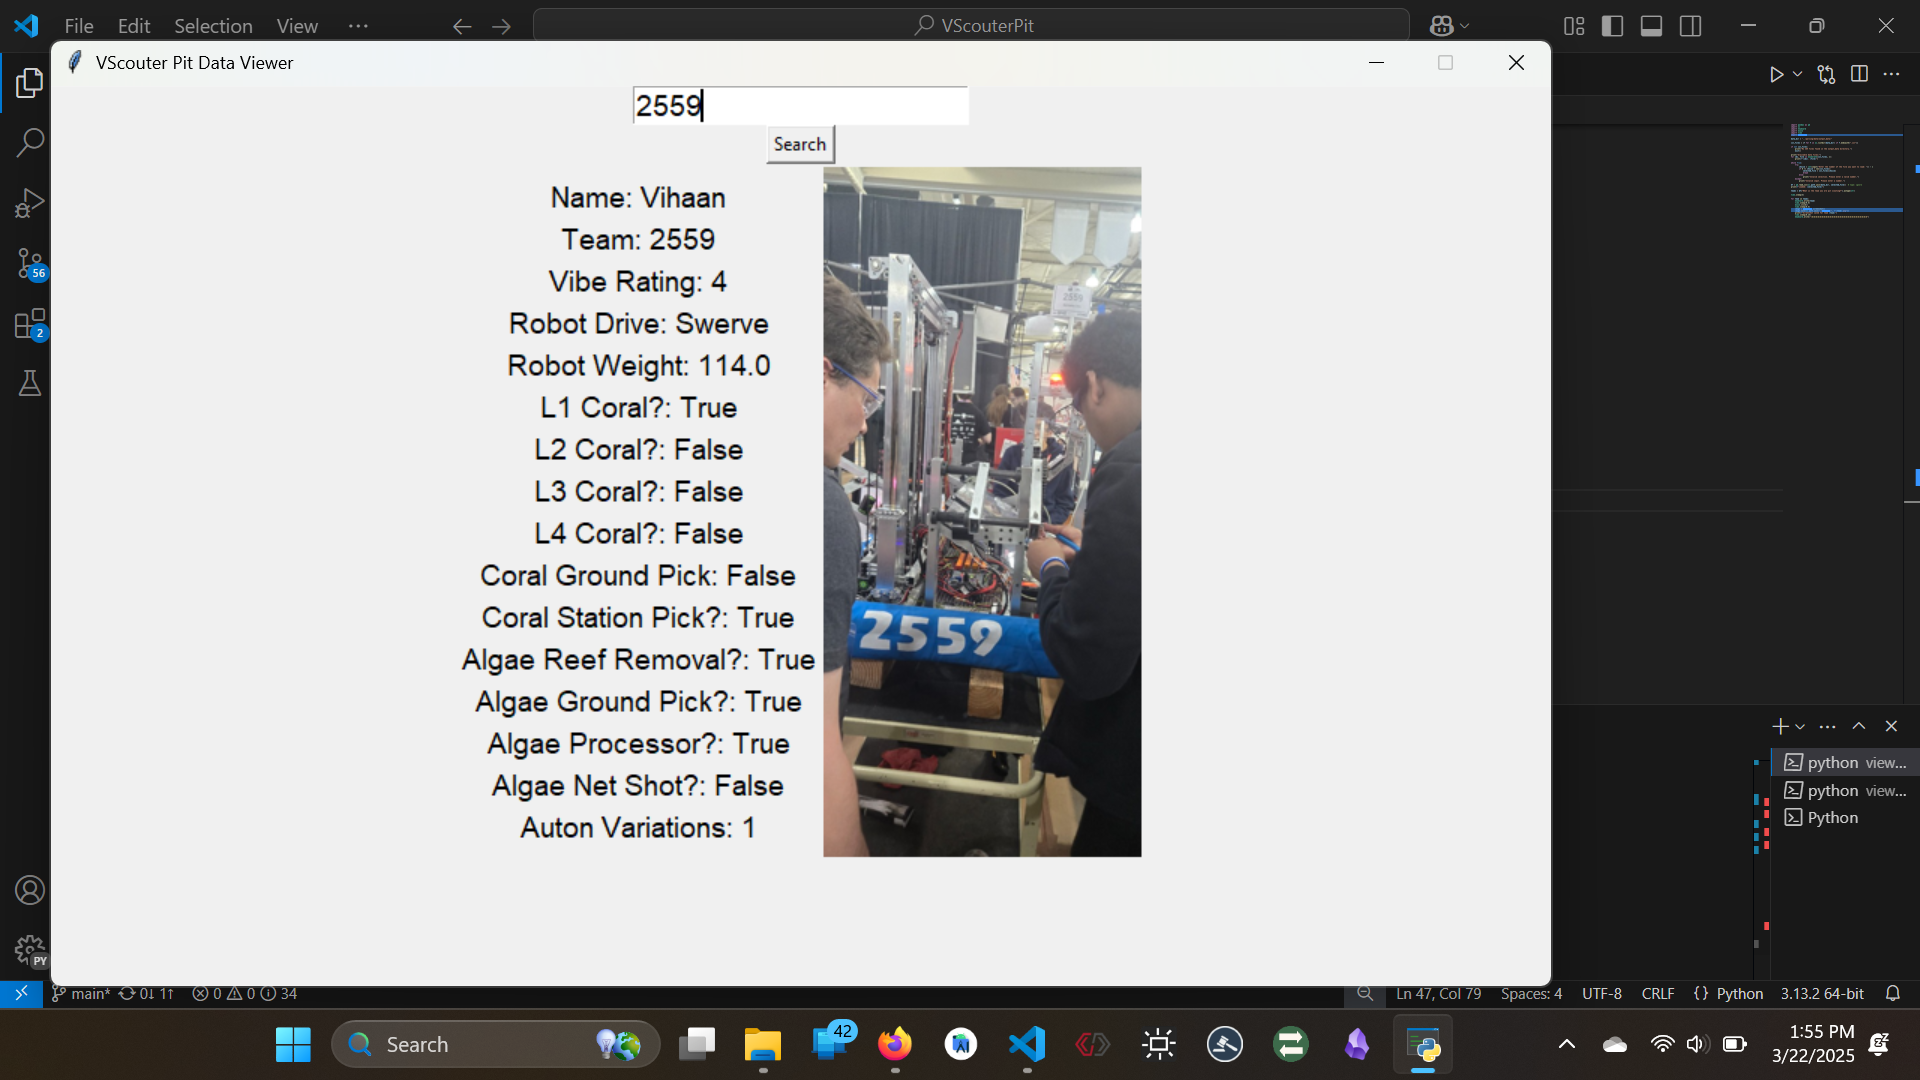 File Edit Selection View ···
VScouterPit
VScouter Pit Data Viewer
2559
Search
Name: Vihaan
Team: 2559
Vibe Rating: 4
Robot Drive: Swerve
Robot Weight: 114.0
L1 Coral?: True
L2 Coral?: False
L3 Coral?: False
L4 Coral?: False
Coral Ground Pick: False
Coral Station Pick?: True
Algae Reef Removal?: True
Algae Ground Pick?: True
Algae Processor?: True
Algae Net Shot?: False
Auton Variations: 1
2559
2559
56
2
PY
python view...
python view...
Python
main* 0↓ 1↑ 0 0 34
Ln 47, Col 79 Spaces: 4 UTF-8 CRLF {} Python 3.13.2 64-bit
Search
42
1:55 PM
3/22/2025